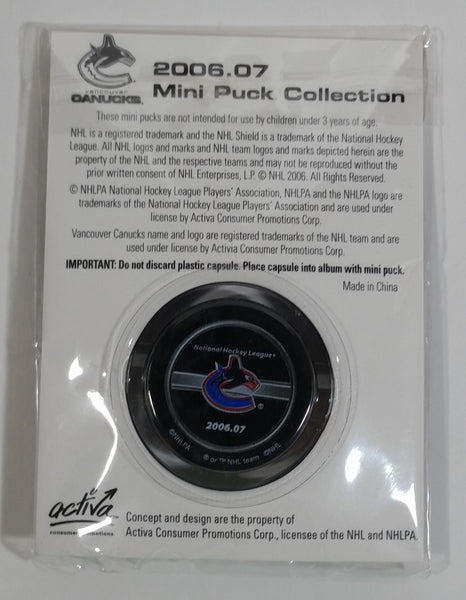 vancouver
CANUCKS
2006.07
Mini Puck Collection
These mini pucks are not intended for use by children under 3 years of age.
NHL is a registered trademark and the NHL Shield is a trademark of the National Hockey
League. All NHL logos and marks and NHL team logos and marks depicted herein are the
property of the NHL and the respective teams and may not be reproduced without the
prior written consent of NHL Enterprises, L.P. © NHL 2006. All Rights Reserved.
© NHLPA National Hockey League Players' Association, NHLPA and the NHLPA logo are
trademarks of the National Hockey League Players' Association and are used under
license by Activa Consumer Promotions Corp.
Vancouver Canucks name and logo are registered trademarks of the NHL team and are
used under license by Activia Consumer Promotions Corp.
IMPORTANT: Do not discard plastic capsule. Place capsule into album with mini puck.
Made in China
National Hockey League
®
2006.07
©NHLPA ® or ™ NHL team ©NHL
activa
consumer promotions
Concept and design are the property of
Activa Consumer Promotions Corp., licensee of the NHL and NHLPA.